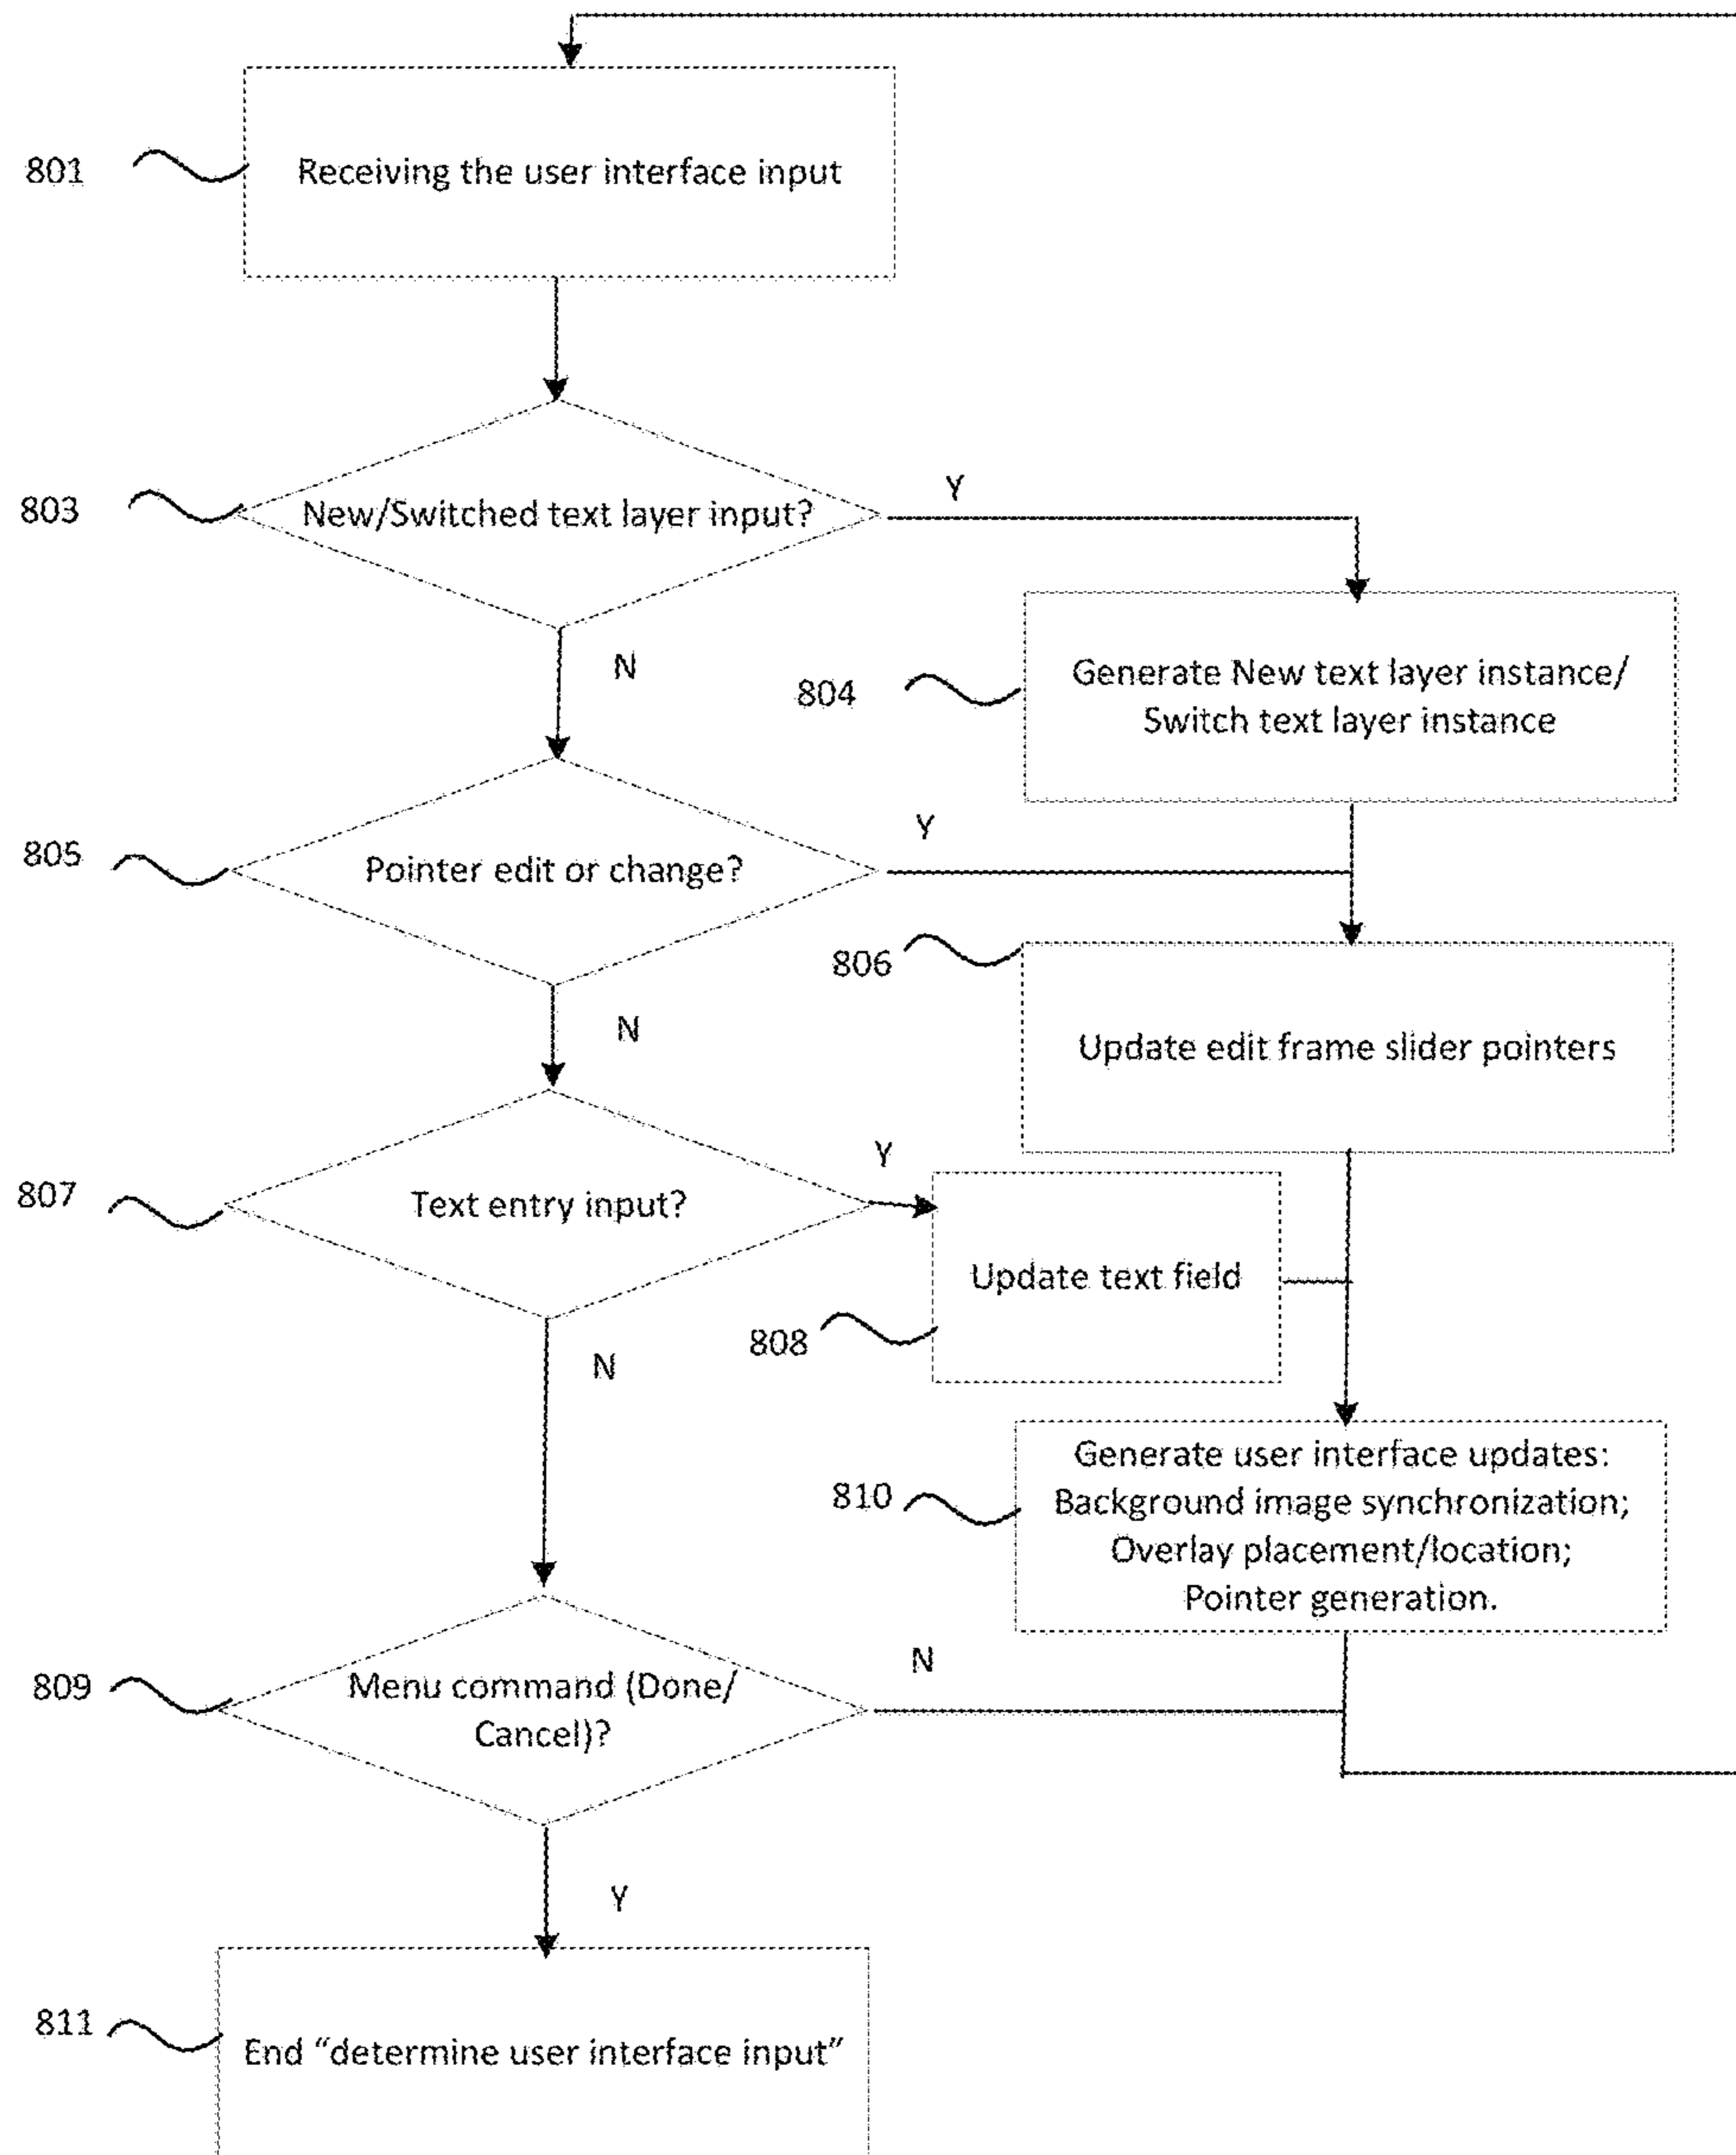 801
Receiving the user interface input
803
New/Switched text layer input?
Y
N
804
Generate New text layer instance/
Switch text layer instance
805
Pointer edit or change?
Y
N
806
Update edit frame slider pointers
807
Text entry input?
Y
N
808
Update text field
810
Generate user interface updates:
Background image synchronization;
Overlay placement/location;
Pointer generation.
809
Menu command (Done/
Cancel)?
N
Y
811
End “determine user interface input”